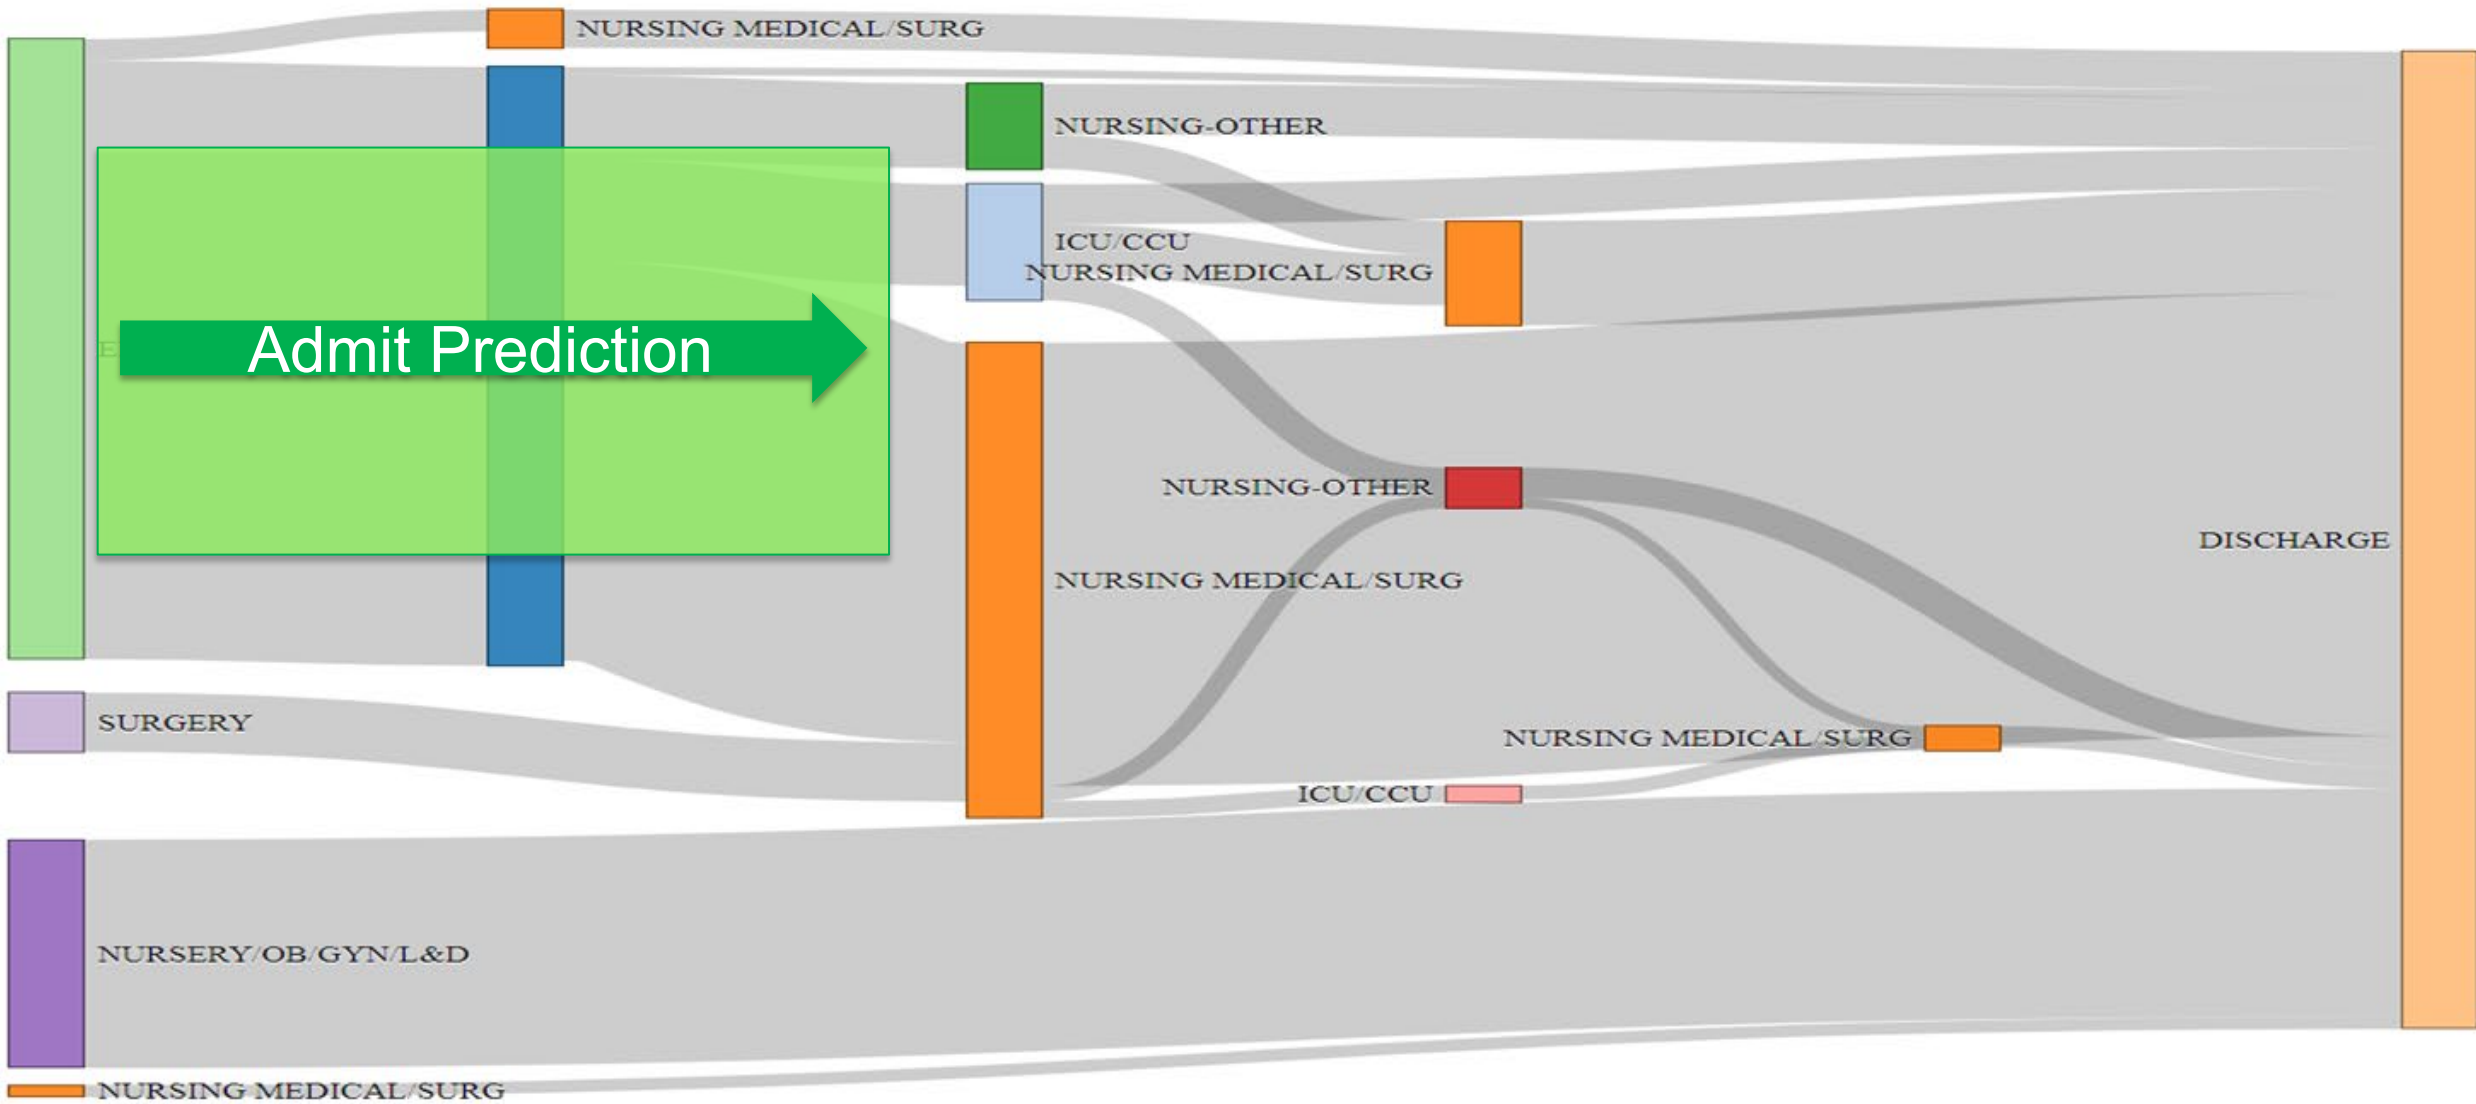 NURSING MEDICAL/SURG
NURSING-OTHER
ICU/CCU
NURSING MEDICAL/SURG
Admit Prediction
NURSING-OTHER
DISCHARGE
NURSING MEDICAL/SURG
SURGERY
NURSING MEDICAL/SURG
ICU/CCU
NURSERY/OB/GYN/L&D
NURSING MEDICAL/SURG